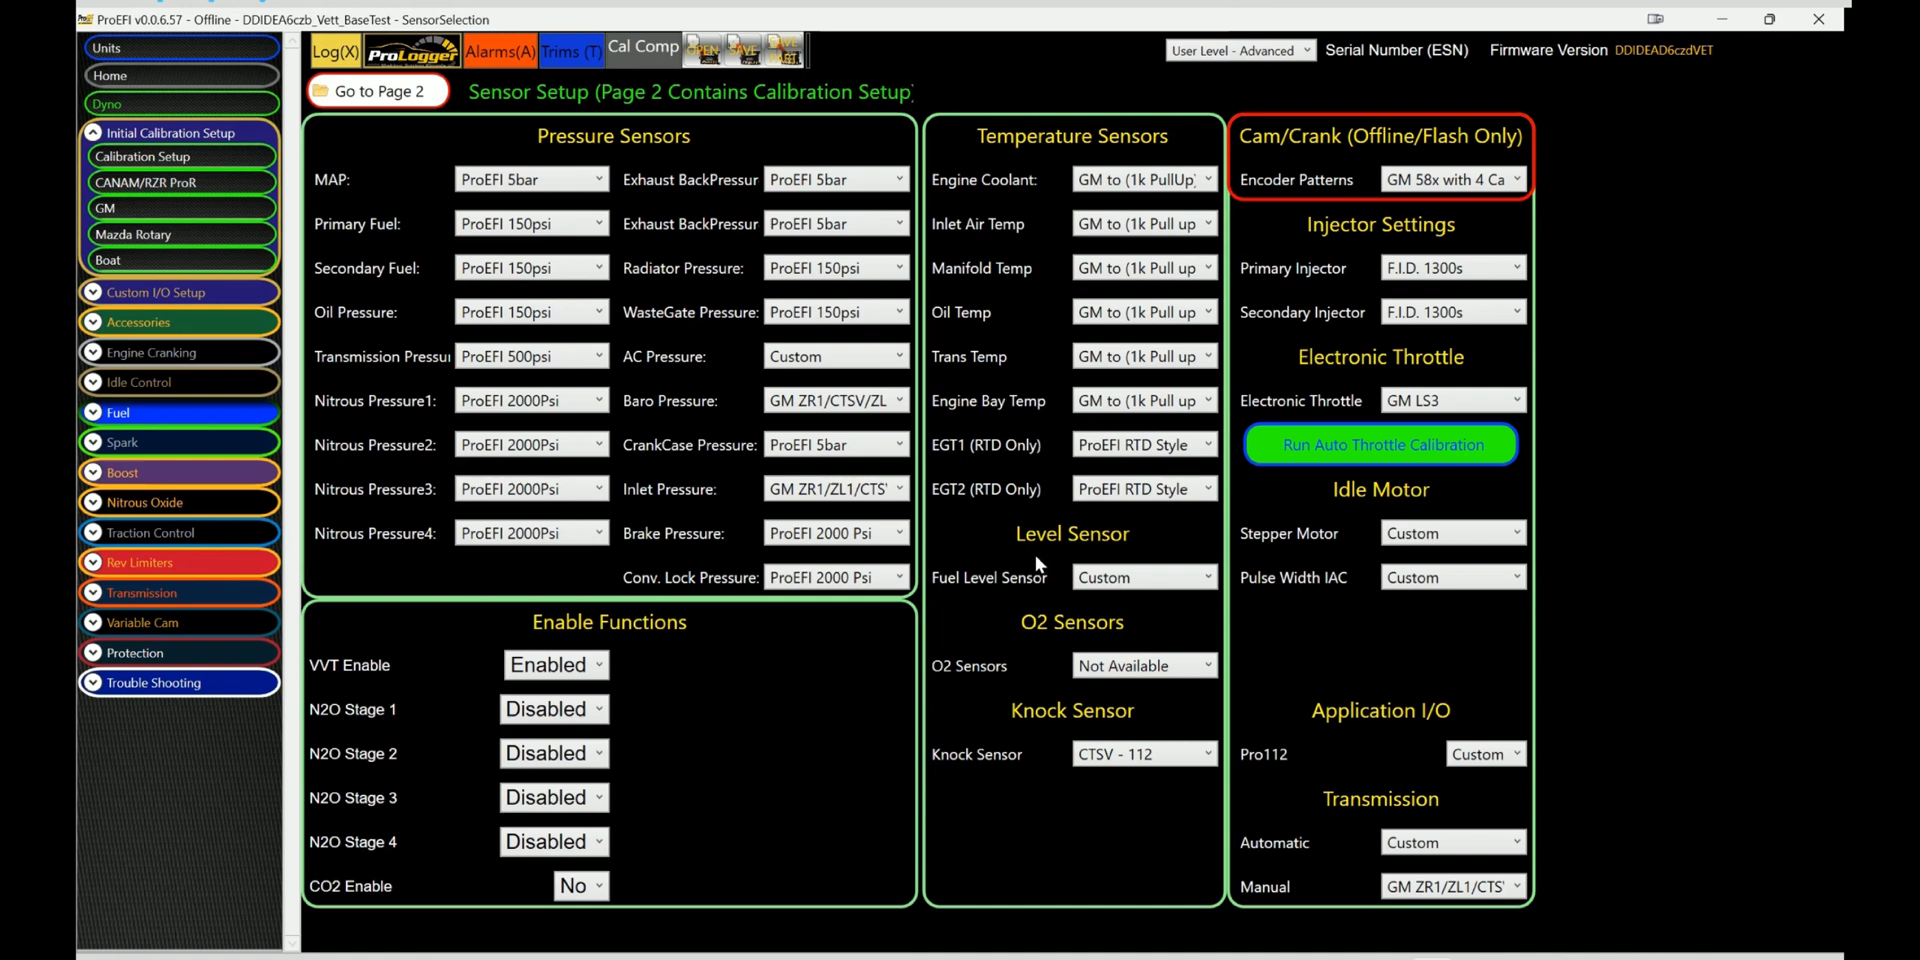 ProEFI v0.0.6.57 - Offline - DDIDEA6czb_Vett_BaseTest - SensorSelection
Units
Home
Dyno
Initial Calibration Setup
Calibration Setup
CANAM/RZR ProR
GM
Mazda Rotary
Boat
Custom I/O Setup
Accessories
Engine Cranking
Idle Control
Fuel
Spark
Boost
Nitrous Oxide
Traction Control
Rev Limiters
Transmission
Variable Cam
Protection
Trouble Shooting
Log(X) ProLogger Alarms(A) Trims (T) Cal Comp OPEN SAVE SAVE
User Level - Advanced Serial Number (ESN) Firmware Version DDIDEAD6czdVET
Go to Page 2 Sensor Setup (Page 2 Contains Calibration Setup)
Pressure Sensors
MAP: ProEFI 5bar Exhaust BackPressur ProEFI 5bar
Primary Fuel: ProEFI 150psi Exhaust BackPressur ProEFI 5bar
Secondary Fuel: ProEFI 150psi Radiator Pressure: ProEFI 150psi
Oil Pressure: ProEFI 150psi WasteGate Pressure: ProEFI 150psi
Transmission Pressu ProEFI 500psi AC Pressure: Custom
Nitrous Pressure1: ProEFI 2000Psi Baro Pressure: GM ZR1/CTSV/ZL
Nitrous Pressure2: ProEFI 2000Psi CrankCase Pressure: ProEFI 5bar
Nitrous Pressure3: ProEFI 2000Psi Inlet Pressure: GM ZR1/ZL1/CTS'
Nitrous Pressure4: ProEFI 2000Psi Brake Pressure: ProEFI 2000 Psi
Conv. Lock Pressure: ProEFI 2000 Psi
Enable Functions
VVT Enable Enabled
N2O Stage 1 Disabled
N2O Stage 2 Disabled
N2O Stage 3 Disabled
N2O Stage 4 Disabled
CO2 Enable No
Temperature Sensors
Engine Coolant: GM to (1k PullUp)
Inlet Air Temp GM to (1k Pull up
Manifold Temp GM to (1k Pull up
Oil Temp GM to (1k Pull up
Trans Temp GM to (1k Pull up
Engine Bay Temp GM to (1k Pull up
EGT1 (RTD Only) ProEFI RTD Style
EGT2 (RTD Only) ProEFI RTD Style
Level Sensor
Fuel Level Sensor Custom
O2 Sensors
O2 Sensors Not Available
Knock Sensor
Knock Sensor CTSV - 112
Cam/Crank (Offline/Flash Only)
Encoder Patterns GM 58x with 4 Ca
Injector Settings
Primary Injector F.I.D. 1300s
Secondary Injector F.I.D. 1300s
Electronic Throttle
Electronic Throttle GM LS3
Run Auto Throttle Calibration
Idle Motor
Stepper Motor Custom
Pulse Width IAC Custom
Application I/O
Pro112 Custom
Transmission
Automatic Custom
Manual GM ZR1/ZL1/CTS'